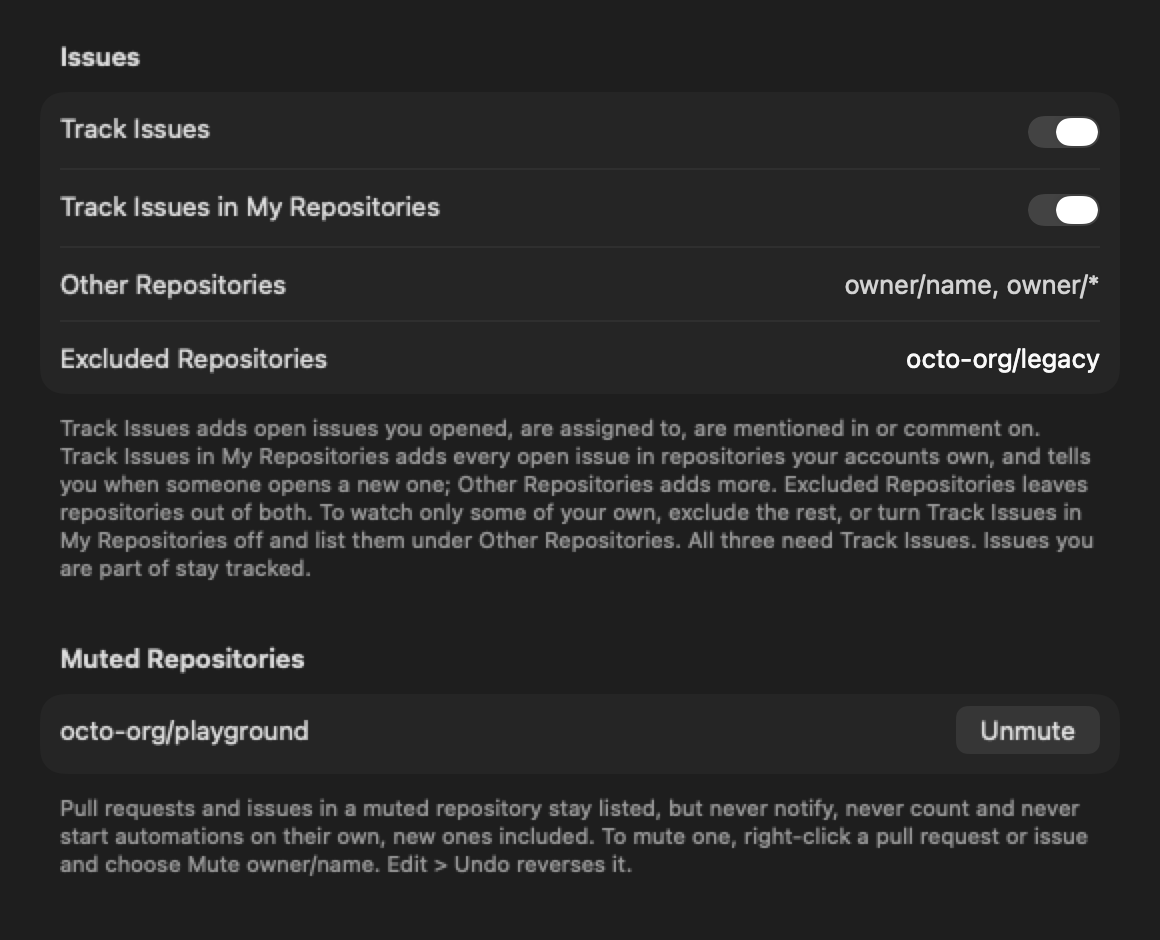 Issues
Track Issues
Track Issues in My Repositories
Other Repositories
owner/name, owner/*
Excluded Repositories
octo-org/legacy
Track Issues adds open issues you opened, are assigned to, are mentioned in or comment on.
Track Issues in My Repositories adds every open issue in repositories your accounts own, and tells
you when someone opens a new one; Other Repositories adds more. Excluded Repositories leaves
repositories out of both. To watch only some of your own, exclude the rest, or turn Track Issues in
My Repositories off and list them under Other Repositories. All three need Track Issues. Issues you
are part of stay tracked.
Muted Repositories
octo-org/playground
Unmute
Pull requests and issues in a muted repository stay listed, but never notify, never count and never
start automations on their own, new ones included. To mute one, right-click a pull request or issue
and choose Mute owner/name. Edit > Undo reverses it.